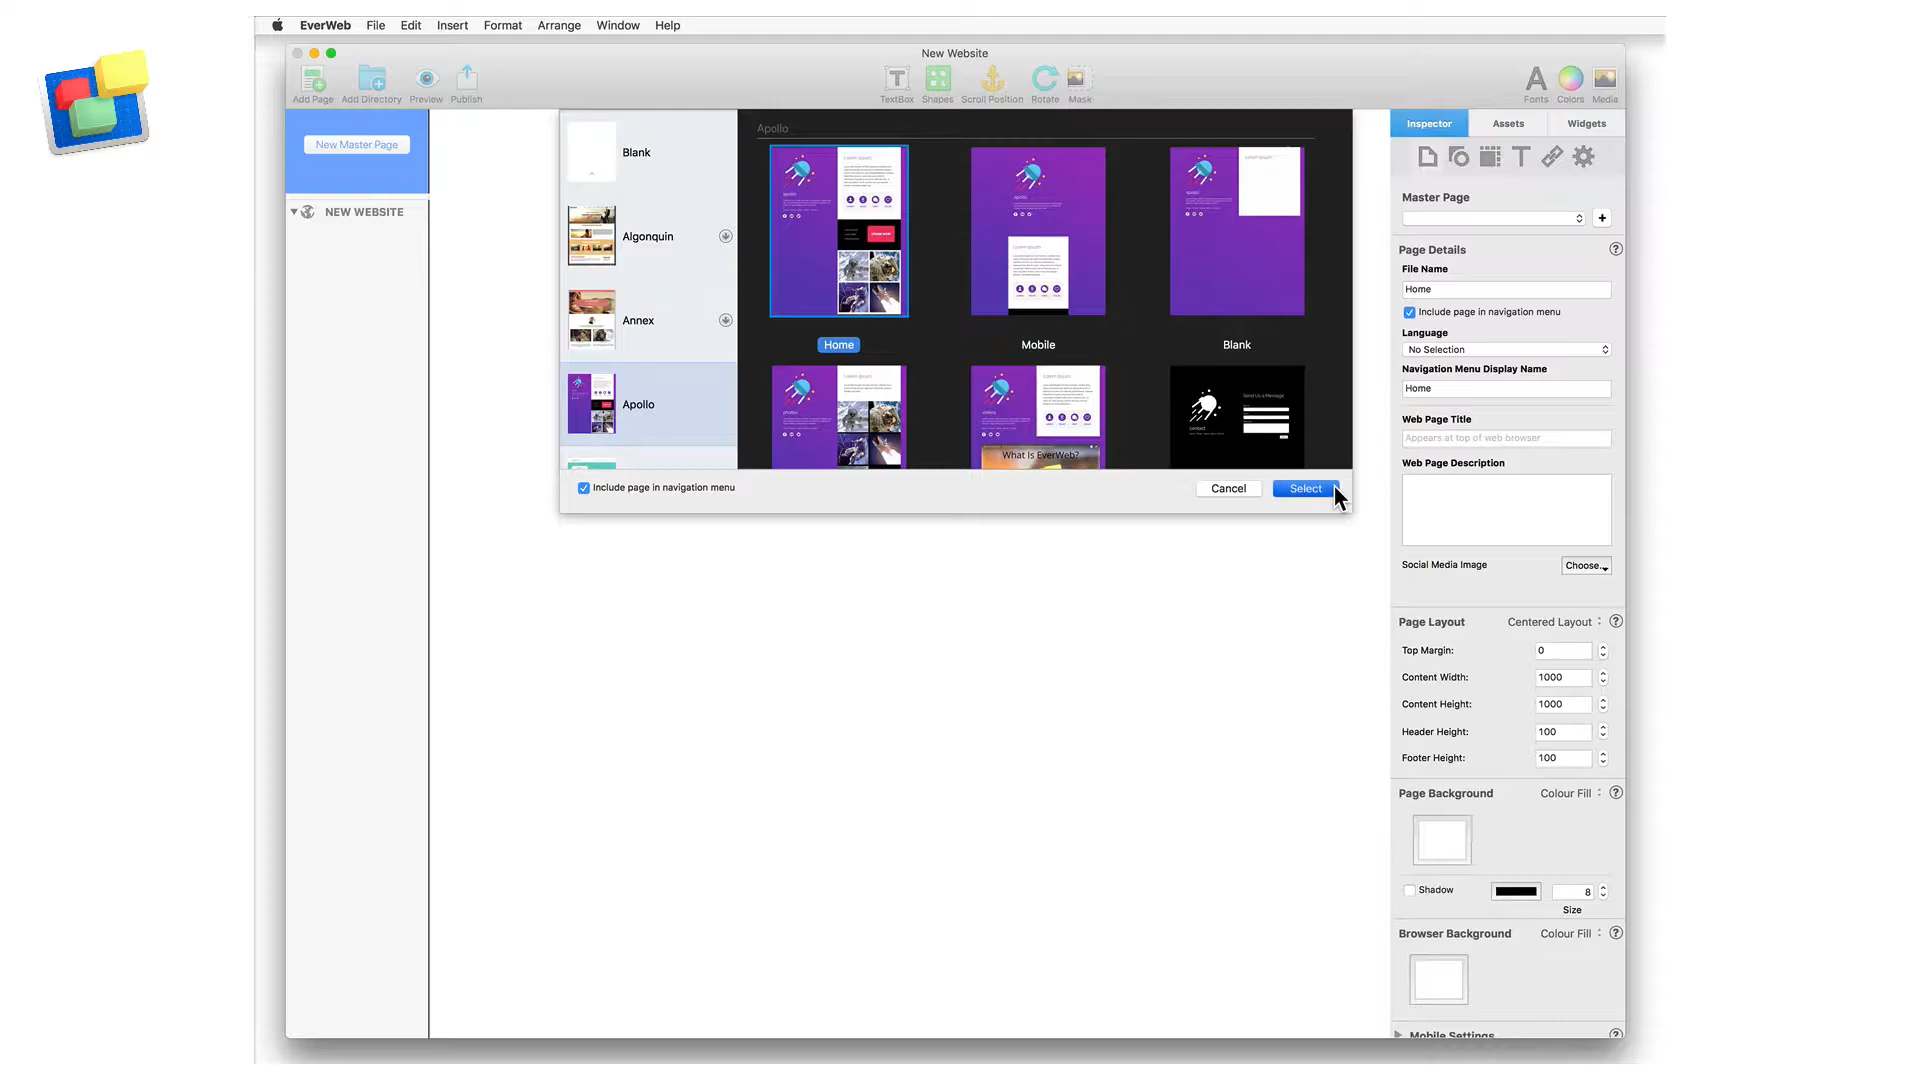 EverWeb File Edit Insert Format Arrange Window Help
New Website
Add Page Add Directory Preview Publish TextBox Shapes Scroll Position Rotate Mask Fonts Colors Media
New Master Page
NEW WEBSITE
Blank
Algonquin
Annex
Apollo
Apollo
Home Mobile Blank
What Is EverWeb?
Send Us a Message
Include page in navigation menu
Cancel Select
Inspector Assets Widgets
Master Page
Page Details
File Name
Home
Include page in navigation menu
Language
No Selection
Navigation Menu Display Name
Home
Web Page Title
Appears at top of web browser
Web Page Description
Social Media Image Choose...
Page Layout Centered Layout
Top Margin: 0
Content Width: 1000
Content Height: 1000
Header Height: 100
Footer Height: 100
Page Background Colour Fill
Shadow 8
Size
Browser Background Colour Fill
Mobile Settings